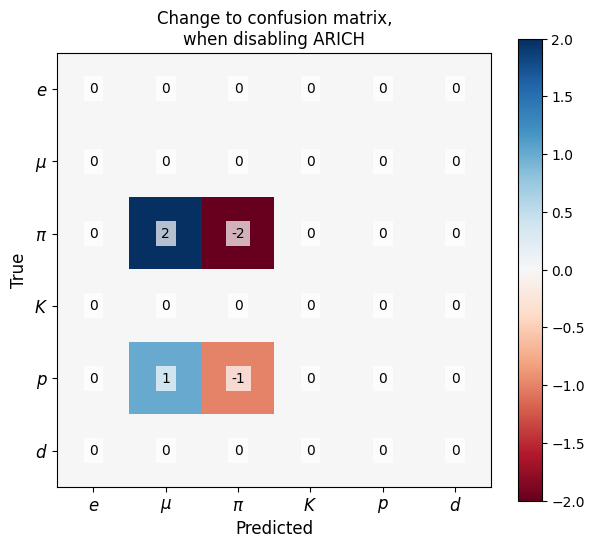 Change to confusion matrix,
when disabling ARICH
e 0 0 0 0 0 0
μ 0 0 0 0 0 0
π 0 2 -2 0 0 0
K 0 0 0 0 0 0
p 0 1 -1 0 0 0
d 0 0 0 0 0 0
e μ π K p d
Predicted
True
2.0
1.5
1.0
0.5
0.0
−0.5
−1.0
−1.5
−2.0